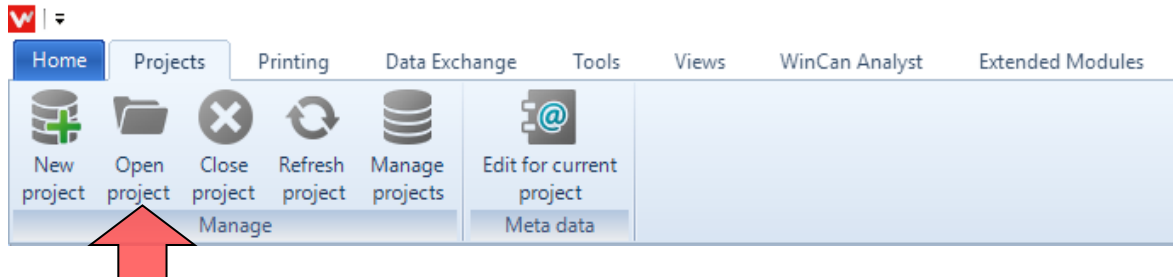 Home Projects Printing Data Exchange Tools Views WinCan Analyst Extended Modules
New Open Close Refresh Manage Edit for current
project project project project projects project
Manage Meta data